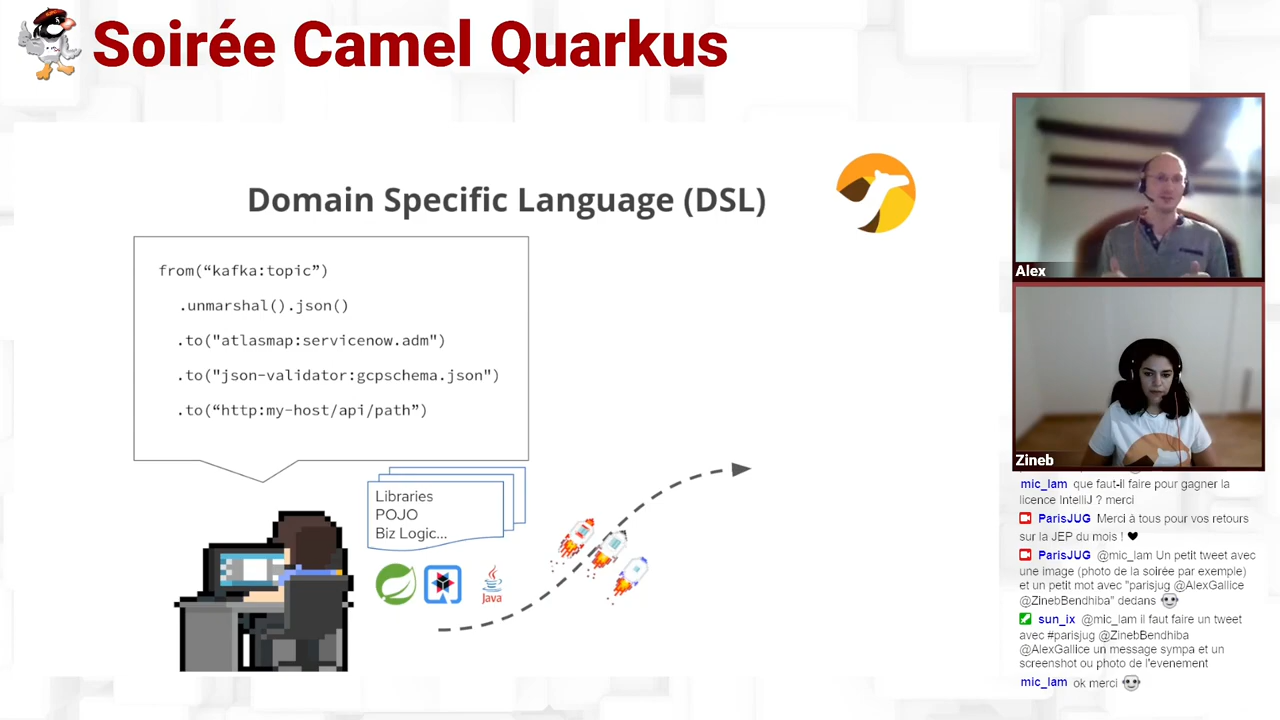 Soirée Camel Quarkus
Domain Specific Language (DSL)
from(“kafka:topic”)
.unmarshal().json()
.to("atlasmap:servicenow.adm")
.to("json-validator:gcpschema.json")
.to(“http:my-host/api/path”)
Libraries
POJO
Biz Logic...
Java
Alex
Zineb
mic_lam que faut-il faire pour gagner la
licence IntelliJ ? merci
ParisJUG Merci à tous pour vos retours
sur la JEP du mois ! ♥
ParisJUG @mic_lam Un petit tweet avec
une image (photo de la soirée par exemple)
et un petit mot avec "parisjug @AlexGallice
@ZinebBendhiba" dedans
sun_ix @mic_lam il faut faire un tweet
avec #parisjug @ZinebBendhiba
@AlexGallice un message sympa et un
screenshot ou photo de l'evenement
mic_lam ok merci